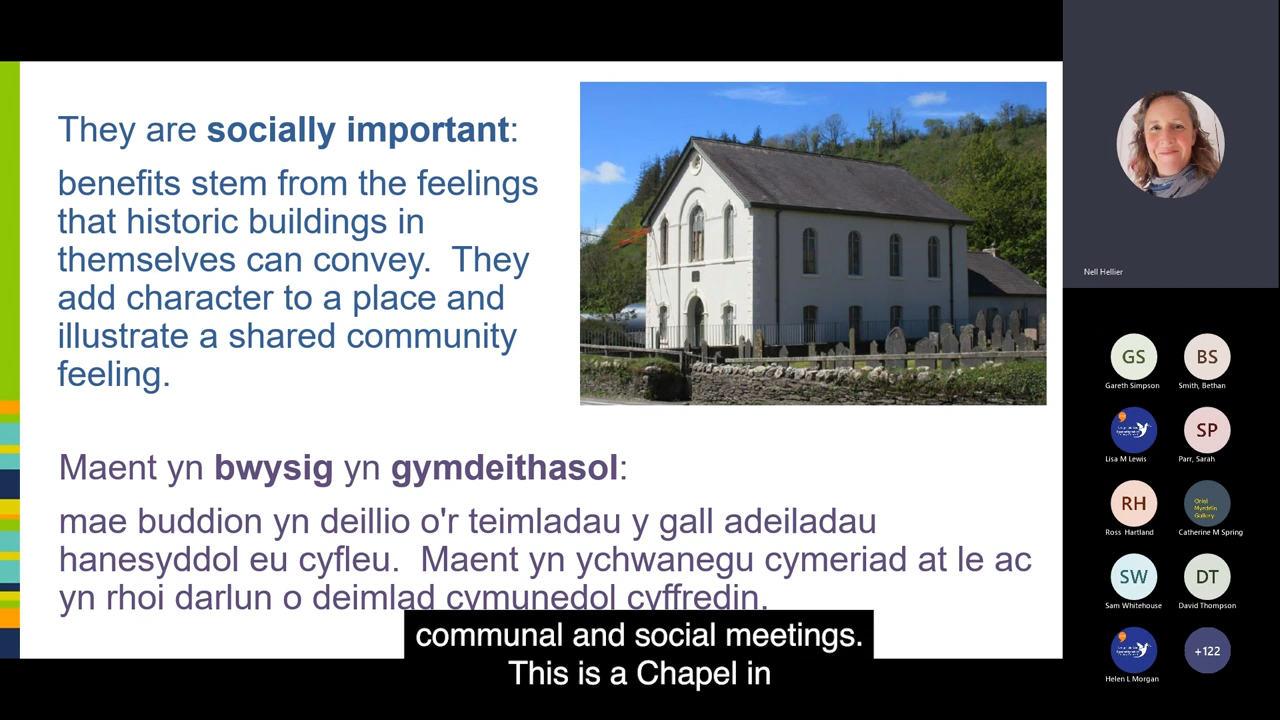 They are socially important:
benefits stem from the feelings
that historic buildings in
themselves can convey.  They
add character to a place and
illustrate a shared community
feeling.
Maent yn bwysig yn gymdeithasol:
mae buddion yn deillio o'r teimladau y gall adeiladau
hanesyddol eu cyfleu.  Maent yn ychwanegu cymeriad at le ac
yn rhoi darlun o deimlad cymunedol cyffredin.
communal and social meetings.
This is a Chapel in
Nell Hellier
GS
Gareth Simpson
BS
Smith, Bethan
Lisa M Lewis
SP
Parr, Sarah
RH
Ross Hartland
Oriel
Myrddin
Gallery
Catherine M Spring
SW
Sam Whitehouse
DT
David Thompson
Helen L Morgan
+122